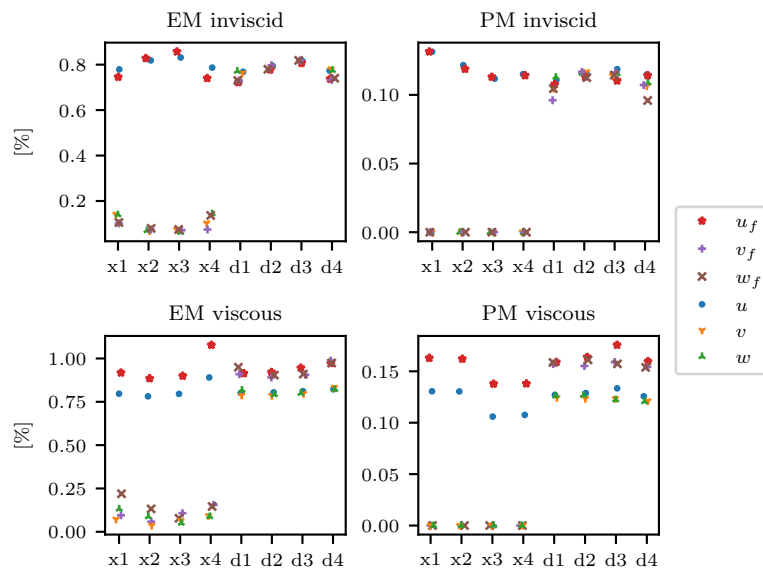 EM inviscid
PM inviscid
[%]
0.8
0.6
0.4
0.2
0.10
0.05
0.00
x1 x2 x3 x4 d1 d2 d3 d4
x1 x2 x3 x4 d1 d2 d3 d4
u_f
v_f
w_f
u
v
w
EM viscous
PM viscous
[%]
1.00
0.75
0.50
0.25
0.00
0.15
0.10
0.05
0.00
x1 x2 x3 x4 d1 d2 d3 d4
x1 x2 x3 x4 d1 d2 d3 d4